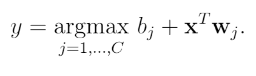 y = argmax b_j + x^T w_j.
j=1,...,C